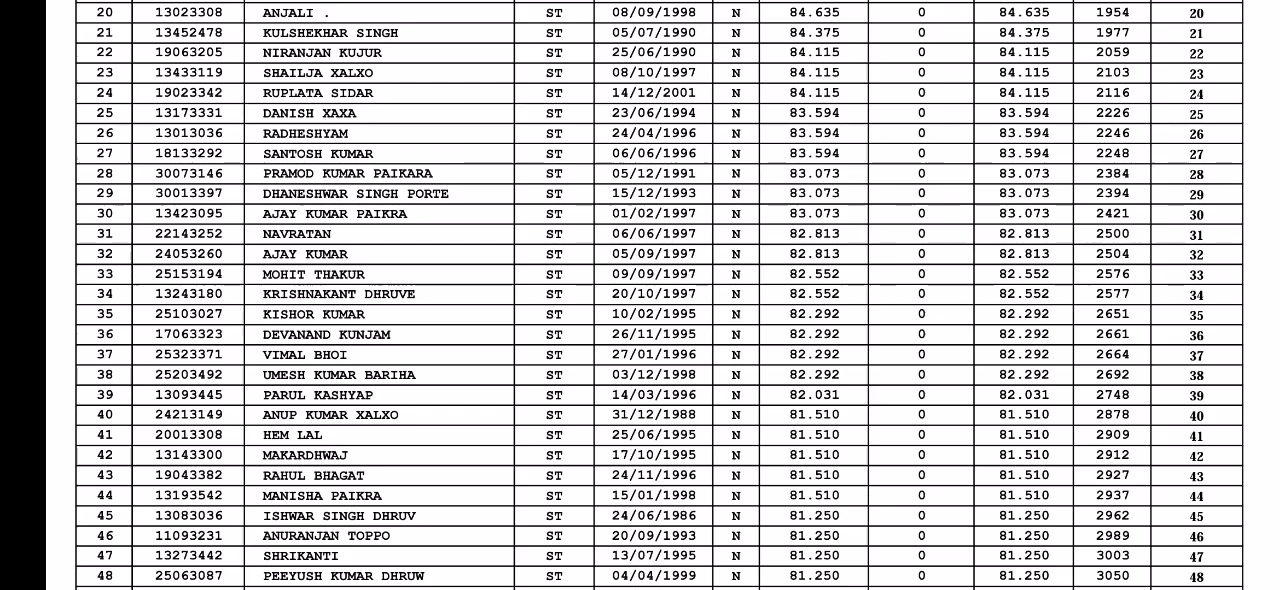 20 13023308 ANJALI . ST 08/09/1998 N 84.635 0 84.635 1954 20
21 13452478 KULSHEKHAR SINGH ST 05/07/1990 N 84.375 0 84.375 1977 21
22 19063205 NIRANJAN KUJUR ST 25/06/1990 N 84.115 0 84.115 2059 22
23 13433119 SHAILJA XALXO ST 08/10/1997 N 84.115 0 84.115 2103 23
24 19023342 RUPLATA SIDAR ST 14/12/2001 N 84.115 0 84.115 2116 24
25 13173331 DANISH XAXA ST 23/06/1994 N 83.594 0 83.594 2226 25
26 13013036 RADHESHYAM ST 24/04/1996 N 83.594 0 83.594 2246 26
27 18133292 SANTOSH KUMAR ST 06/06/1996 N 83.594 0 83.594 2248 27
28 30073146 PRAMOD KUMAR PAIKARA ST 05/12/1991 N 83.073 0 83.073 2384 28
29 30013397 DHANESHWAR SINGH PORTE ST 15/12/1993 N 83.073 0 83.073 2394 29
30 13423095 AJAY KUMAR PAIKRA ST 01/02/1997 N 83.073 0 83.073 2421 30
31 22143252 NAVRATAN ST 06/06/1997 N 82.813 0 82.813 2500 31
32 24053260 AJAY KUMAR ST 05/09/1997 N 82.813 0 82.813 2504 32
33 25153194 MOHIT THAKUR ST 09/09/1997 N 82.552 0 82.552 2576 33
34 13243180 KRISHNAKANT DHRUVE ST 20/10/1997 N 82.552 0 82.552 2577 34
35 25103027 KISHOR KUMAR ST 10/02/1995 N 82.292 0 82.292 2651 35
36 17063323 DEVANAND KUNJAM ST 26/11/1995 N 82.292 0 82.292 2661 36
37 25323371 VIMAL BHOI ST 27/01/1996 N 82.292 0 82.292 2664 37
38 25203492 UMESH KUMAR BARIHA ST 03/12/1998 N 82.292 0 82.292 2692 38
39 13093445 PARUL KASHYAP ST 14/03/1996 N 82.031 0 82.031 2748 39
40 24213149 ANUP KUMAR XALXO ST 31/12/1988 N 81.510 0 81.510 2878 40
41 20013308 HEM LAL ST 25/06/1995 N 81.510 0 81.510 2909 41
42 13143300 MAKARDHWAJ ST 17/10/1995 N 81.510 0 81.510 2912 42
43 19043382 RAHUL BHAGAT ST 24/11/1996 N 81.510 0 81.510 2927 43
44 13193542 MANISHA PAIKRA ST 15/01/1998 N 81.510 0 81.510 2937 44
45 13083036 ISHWAR SINGH DHRUV ST 24/06/1986 N 81.250 0 81.250 2962 45
46 11093231 ANURANJAN TOPPO ST 20/09/1993 N 81.250 0 81.250 2989 46
47 13273442 SHRIKANTI ST 13/07/1995 N 81.250 0 81.250 3003 47
48 25063087 PEEYUSH KUMAR DHRUW ST 04/04/1999 N 81.250 0 81.250 3050 48